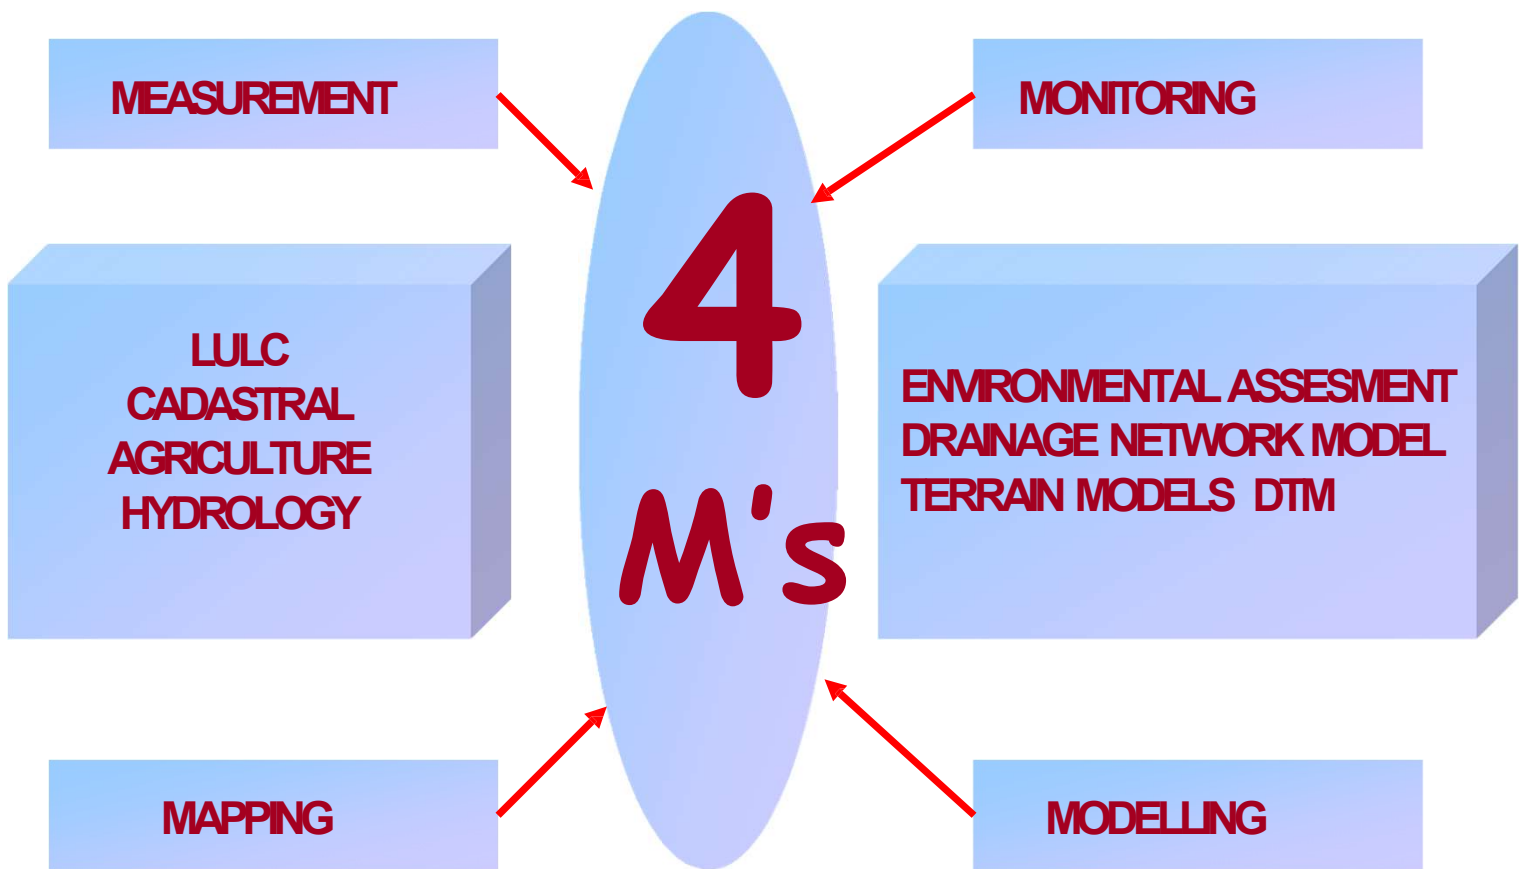 MEASUREMENT
MONITORING
4
M's
LULC
CADASTRAL
AGRICULTURE
HYDROLOGY
ENVIRONMENTAL ASSESMENT
DRAINAGE NETWORK MODEL
TERRAIN MODELS DTM
MAPPING
MODELLING